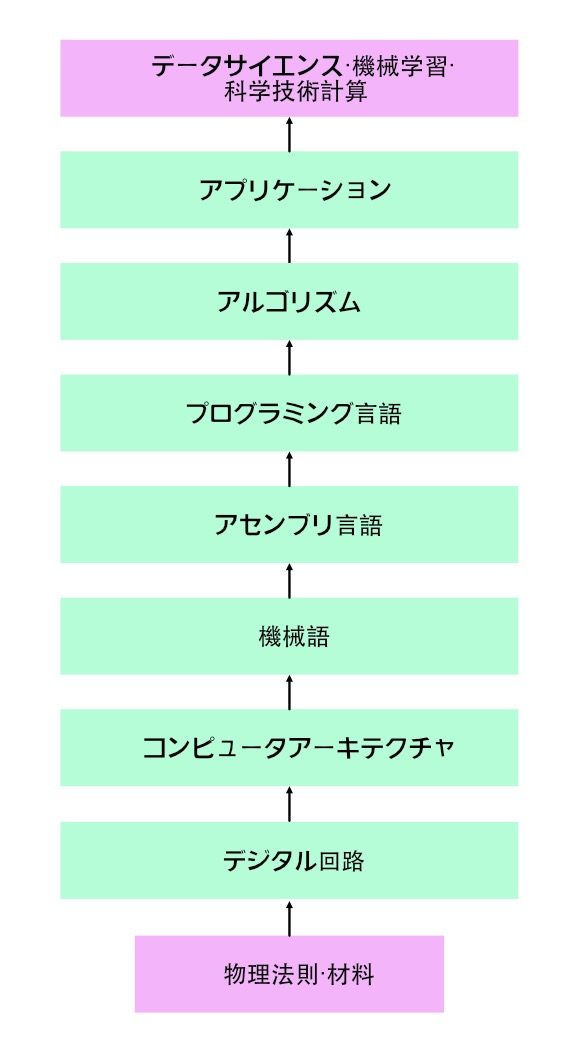 データサイエンス·機械学習·
科学技術計算
アプリケーション
アルゴリズム
プログラミング言語
アセンブリ言語
機械語
コンピュータアーキテクチャ
デジタル回路
物理法則·材料